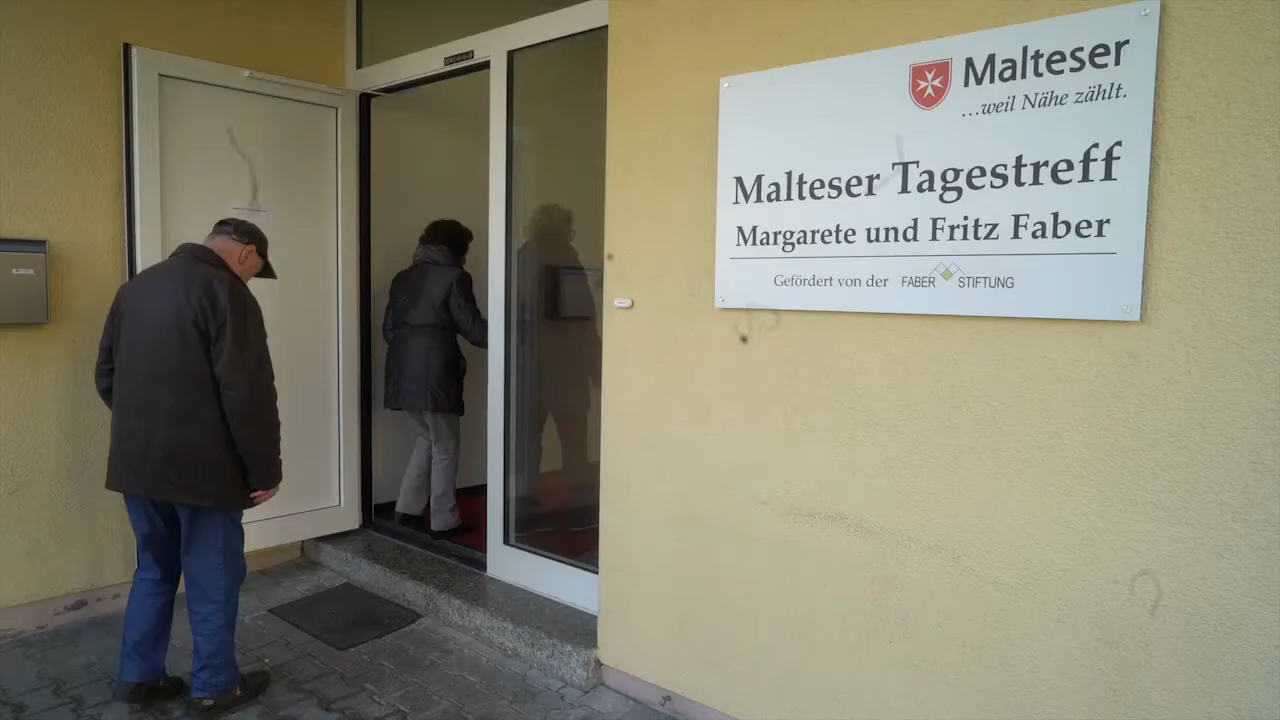 Malteser
...weil Nähe zählt.
Malteser Tagestreff
Margarete und Fritz Faber
Gefördert von der FABER STIFTUNG